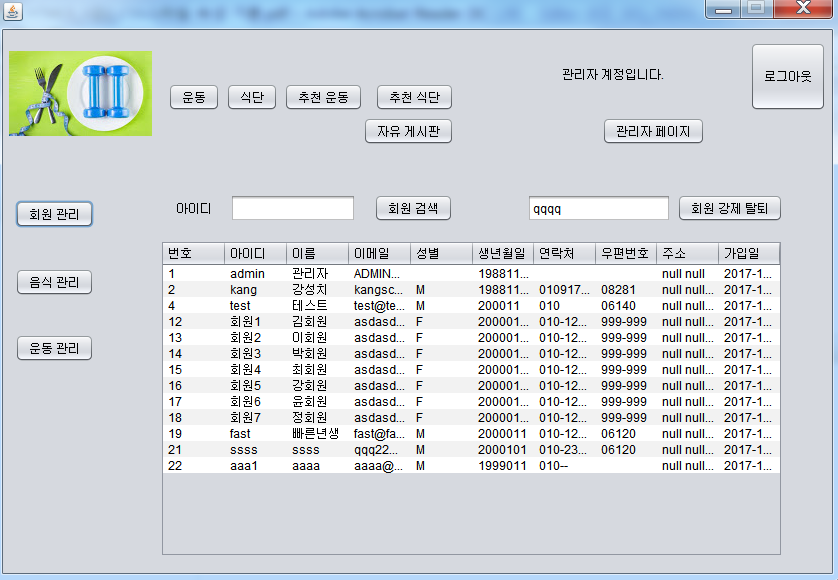 관리자 계정입니다.
로그아웃
운동 식단 추천 운동 추천 식단
자유 게시판 관리자 페이지
회원 관리
아이디 회원 검색 qqqq 회원 강제 탈퇴
음식 관리
운동 관리
번호 아이디 이름 이메일 성별 생년월일 연락처 우편번호 주소 가입일
1 admin 관리자 ADMIN... 198811... null null 2017-1...
2 kang 강성치 kangsc... M 198811... 010917... 08281 null null... 2017-1...
4 test 테스트 test@te... M 200011 010 06140 null null... 2017-1...
12 회원1 김회원 asdasd... F 200001... 010-12... 999-999 null null... 2017-1...
13 회원2 이회원 asdasd... F 200001... 010-12... 999-999 null null... 2017-1...
14 회원3 박회원 asdasd... F 200001... 010-12... 999-999 null null... 2017-1...
15 회원4 최회원 asdasd... F 200001... 010-12... 999-999 null null... 2017-1...
16 회원5 강회원 asdasd... F 200001... 010-12... 999-999 null null... 2017-1...
17 회원6 윤회원 asdasd... F 200001... 010-12... 999-999 null null... 2017-1...
18 회원7 정회원 asdasd... F 200001... 010-12... 999-999 null null... 2017-1...
19 fast 빠른년생 fast@fa... M 2000011 010-12... 06120 null null... 2017-1...
21 ssss ssss qqq22... M 2000101 010-23... 06120 null null... 2017-1...
22 aaa1 aaaa aaaa@... M 1999011 010-- null null... 2017-1...